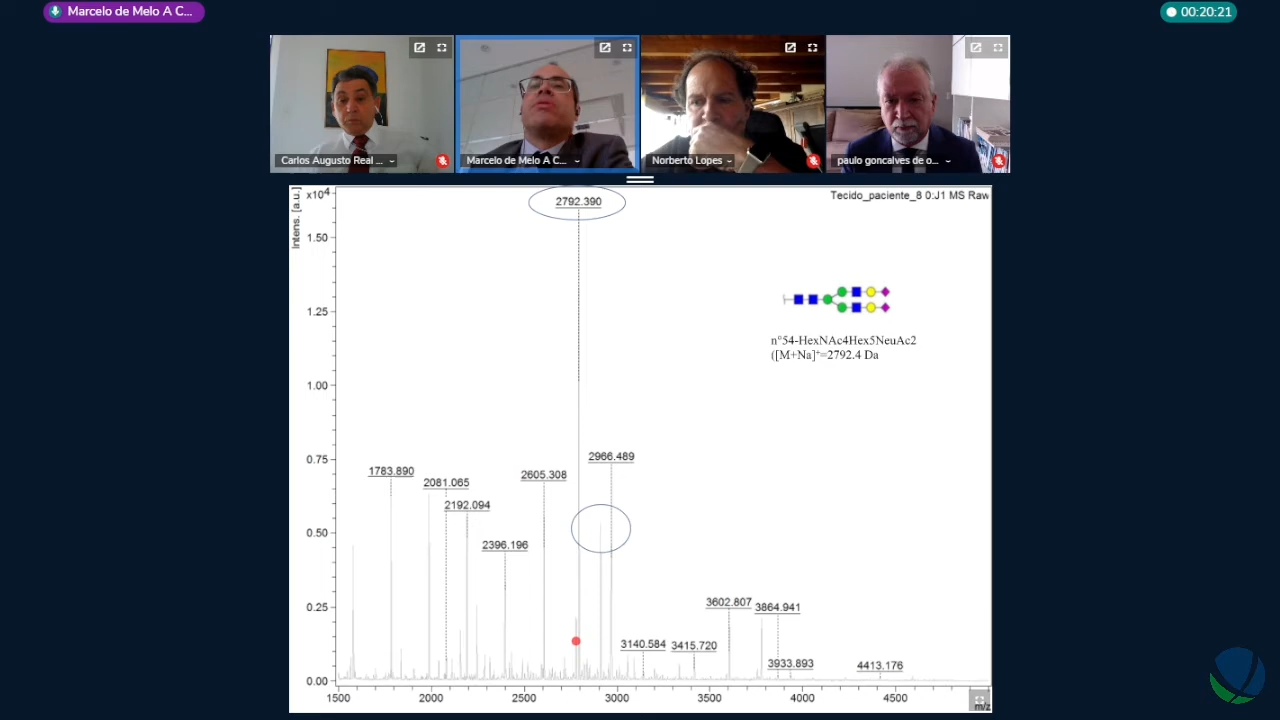 Marcelo de Melo A C...
00:20:21
Carlos Augusto Real ...
Marcelo de Melo A C...
Norberto Lopes
paulo goncalves de o...
Intens. [a.u.]
x10⁴
Tecido_paciente_8 0:J1 MS Raw
2792.390
1.50
1.25
n°54-HexNAc4Hex5NeuAc2
([M+Na]⁺=2792.4 Da
1.00
0.75
2966.489
1783.890
2605.308
2081.065
2192.094
0.50
2396.196
0.25
3602.807
3864.941
3140.584
3415.720
3933.893
4413.176
0.00
1500
2000
2500
3000
3500
4000
4500
m/z